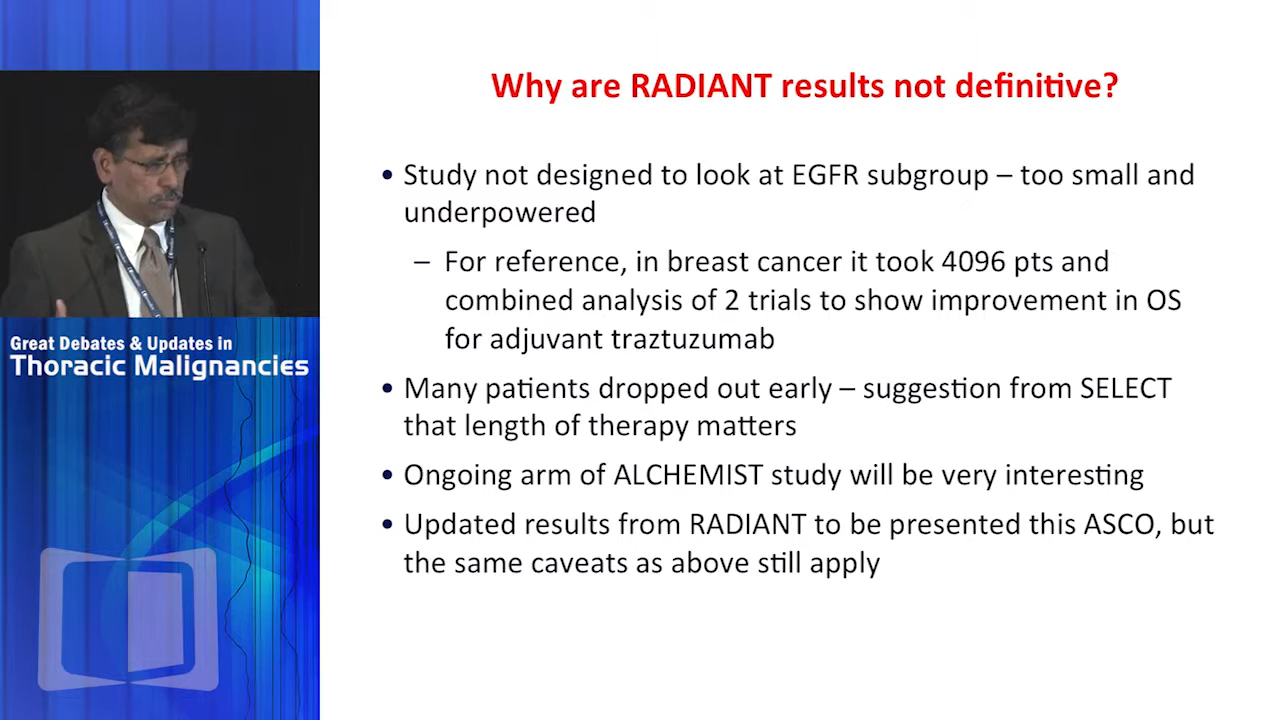 Why are RADIANT results not definitive?
• Study not designed to look at EGFR subgroup – too small and
underpowered
– For reference, in breast cancer it took 4096 pts and
combined analysis of 2 trials to show improvement in OS
for adjuvant traztuzumab
• Many patients dropped out early – suggestion from SELECT
that length of therapy matters
• Ongoing arm of ALCHEMIST study will be very interesting
• Updated results from RADIANT to be presented this ASCO, but
the same caveats as above still apply
Great Debates & Updates in
Thoracic Malignancies